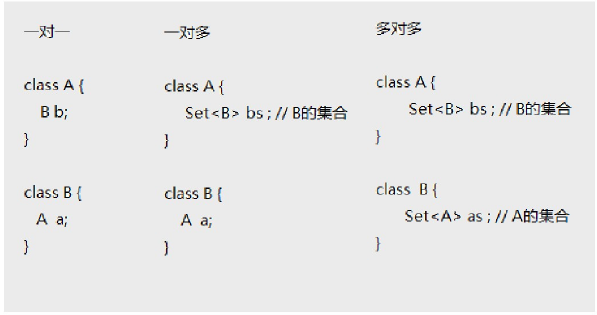 一对一
class A {
B b;
}
class B {
A a;
}
一对多
class A {
Set<B> bs ; // B的集合
}
class B {
A a;
}
多对多
class A {
Set<B> bs ; // B的集合
}
class B {
Set<A> as ; // A的集合
}